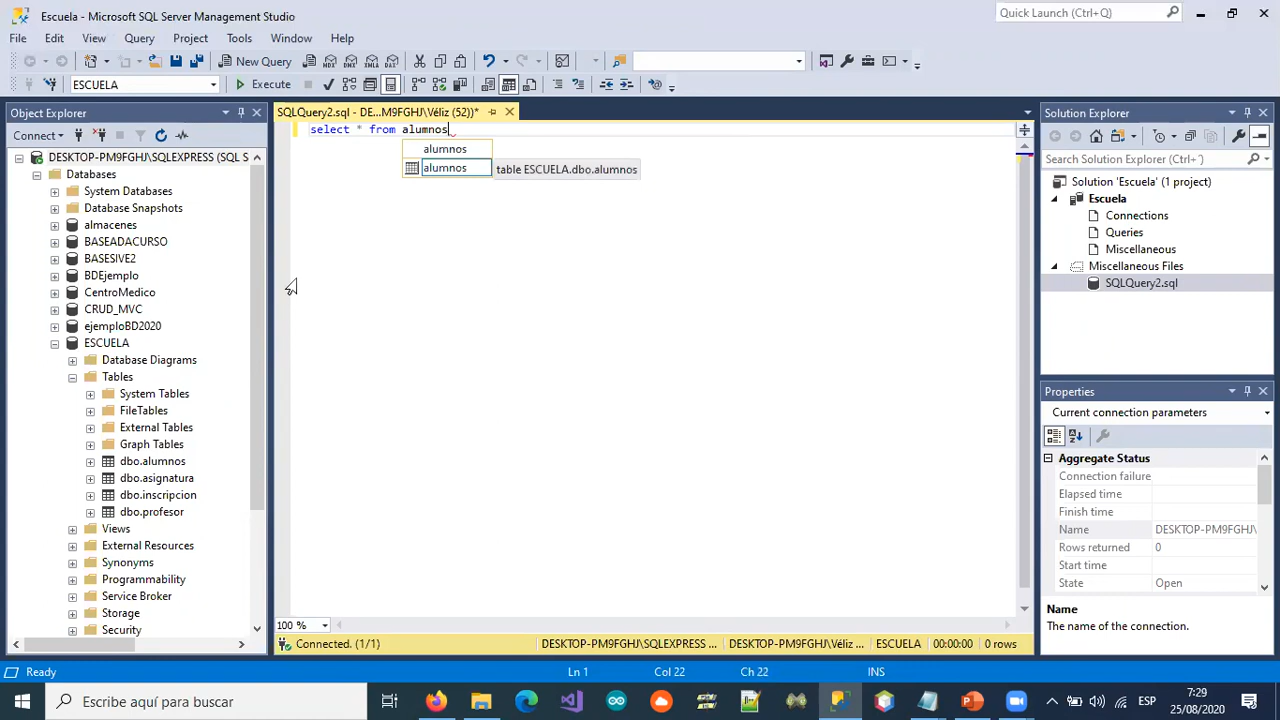 Escuela - Microsoft SQL Server Management Studio
Quick Launch (Ctrl+Q)
File Edit View Query Project Tools Window Help
New Query
MDX DMX XMLA DAX
ESCUELA
Execute
Object Explorer
SQLQuery2.sql - DE...M9FGHJ\Véliz (52))*
Solution Explorer
Connect
select * from alumnos
Search Solution Explorer (Ctrl+´)
DESKTOP-PM9FGHJ\SQLEXPRESS (SQL S
alumnos
alumnos
table ESCUELA.dbo.alumnos
Databases
System Databases
Database Snapshots
almacenes
BASEADACURSO
BASESIVE2
BDEjemplo
CentroMedico
CRUD_MVC
ejemploBD2020
ESCUELA
Database Diagrams
Tables
System Tables
FileTables
External Tables
Graph Tables
dbo.alumnos
dbo.asignatura
dbo.inscripcion
dbo.profesor
Views
External Resources
Synonyms
Programmability
Service Broker
Storage
Security
Solution 'Escuela' (1 project)
Escuela
Connections
Queries
Miscellaneous
Miscellaneous Files
SQLQuery2.sql
Properties
Current connection parameters
Aggregate Status
Connection failure
Elapsed time
Finish time
Name DESKTOP-PM9FGHJ\
Rows returned 0
Start time
State Open
Name
The name of the connection.
100 %
Connected. (1/1)
DESKTOP-PM9FGHJ\SQLEXPRESS ... DESKTOP-PM9FGHJ\Véliz ... ESCUELA 00:00:00 0 rows
Ready
Ln 1 Col 22 Ch 22 INS
Escribe aquí para buscar
ESP
7:29
25/08/2020